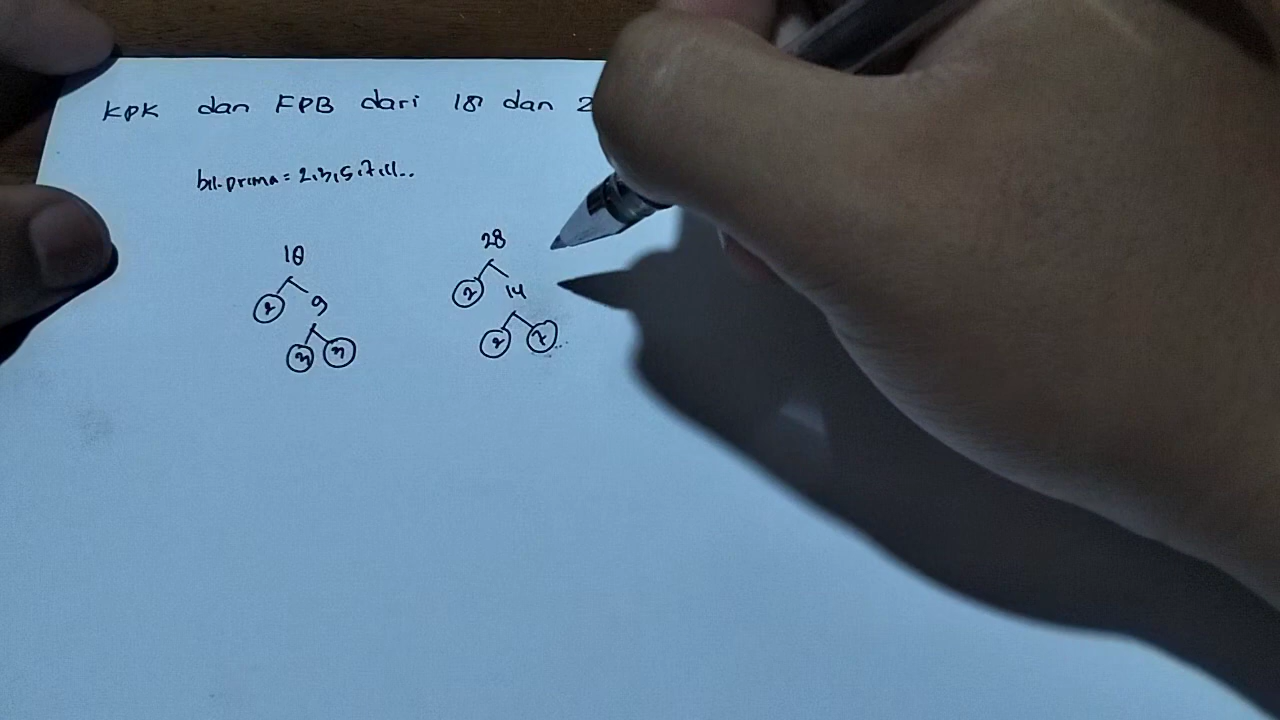 KPK dan FPB dari 18 dan 2
bil.prima = 2,3,5,7,11..
18 28
2 9 2 14
3 3 2 7